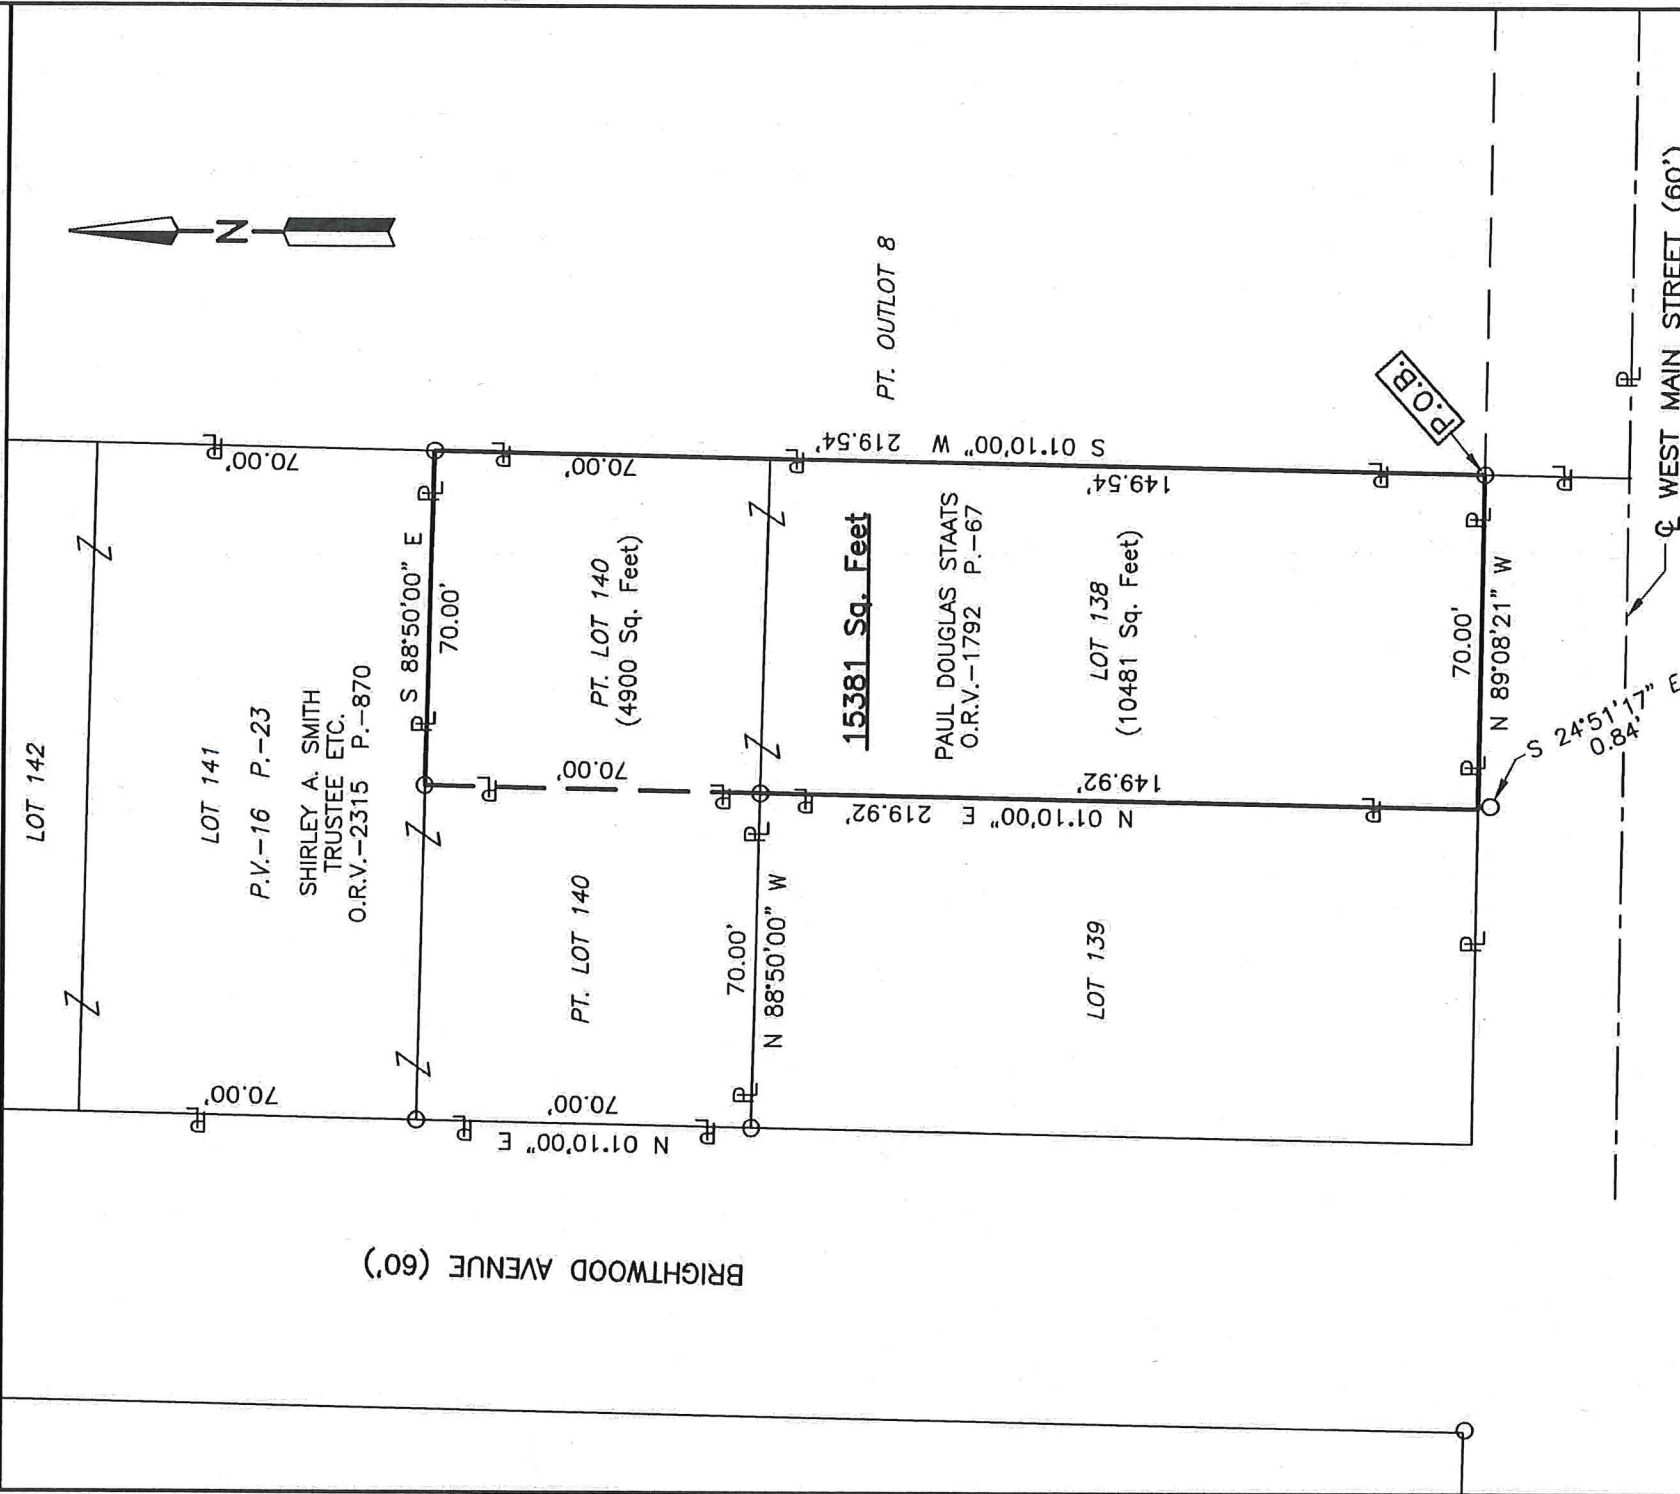 LOT 142
LOT 141
P.V.-16 P.-23
SHIRLEY A. SMITH
TRUSTEE ETC.
O.R.V.-2315 P.-870
N
70.00'
70.00'
S 88°50'00" E
70.00'
PT. LOT 140
(4900 Sq. Feet)
70.00'
70.00'
PT. LOT 140
70.00'
N 01°10'00" E
70.00'
N 88°50'00" W
PT. OUTLOT 8
S 01°10'00" W 219.54'
149.54'
15381 Sq. Feet
PAUL DOUGLAS STAATS
O.R.V.-1792 P.-67
LOT 138
(10481 Sq. Feet)
149.92'
N 01°10'00" E 219.92'
LOT 139
BRIGHTWOOD AVENUE (60')
P.O.B.
70.00'
N 89°08'21" W
S 24°51'17" E
0.84'
℄ WEST MAIN STREET (60')